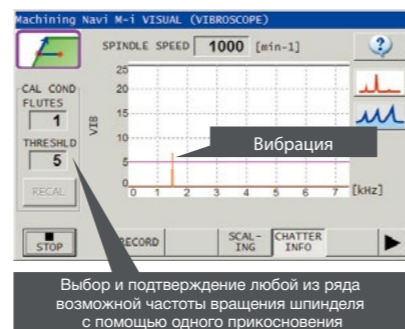 Machining Navi M-i VISUAL (VIBROSCOPE)
SPINDLE SPEED 1000 [min-1]
?
CAL COND
FLUTES
1
THRESHLD
5
RECAL
VIB
25
20
15
10
5
0
0 1 2 3 4 5 6 7 [kHz]
Вибрация
STOP
RECORD
SCAL-
ING
CHATTER
INFO
Выбор и подтверждение любой из ряда
возможной частоты вращения шпинделя
с помощью одного прикосновения